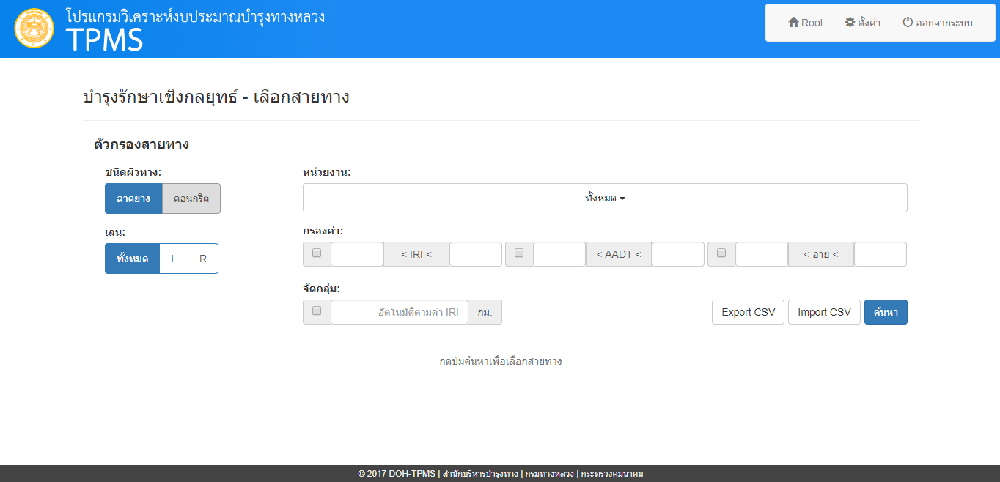 โปรแกรมวิเคราะห์งบประมาณบำรุงทางหลวง
TPMS
Root ตั้งค่า ออกจากระบบ
บำรุงรักษาเชิงกลยุทธ์ - เลือกสายทาง
ตัวกรองสายทาง
ชนิดผิวทาง:
ลาดยาง คอนกรีต
เลน:
ทั้งหมด L R
หน่วยงาน:
ทั้งหมด
กรองค่า:
< IRI < < AADT < < อายุ <
จัดกลุ่ม:
อัตโนมัติตามค่า IRI กม. Export CSV Import CSV ค้นหา
กดปุ่มค้นหาเพื่อเลือกสายทาง
© 2017 DOH-TPMS | สำนักบริหารบำรุงทาง | กรมทางหลวง | กระทรวงคมนาคม